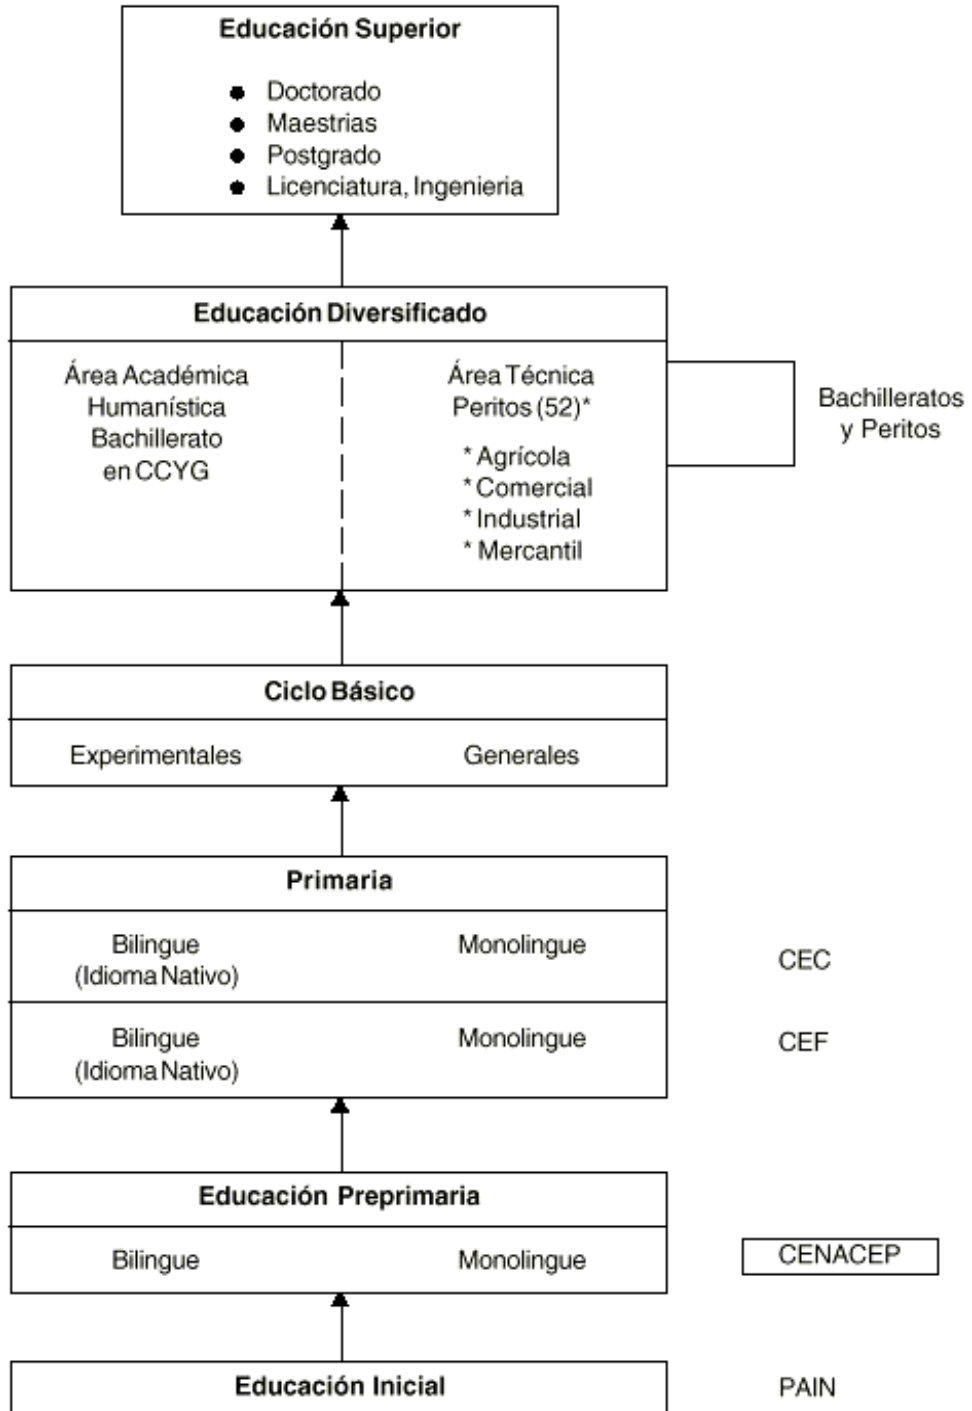 Educación Superior
● Doctorado
● Maestrias
● Postgrado
● Licenciatura, Ingenieria
Educación Diversificado
Área Académica
Humanística
Bachillerato
en CCYG
Área Técnica
Peritos (52)*
* Agrícola
* Comercial
* Industrial
* Mercantil
Bachilleratos
y Peritos
Ciclo Básico
Experimentales
Generales
Primaria
Bilingue
(Idioma Nativo)
Monolingue
CEC
Bilingue
(Idioma Nativo)
Monolingue
CEF
Educación Preprimaria
Bilingue
Monolingue
CENACEP
Educación Inicial
PAIN